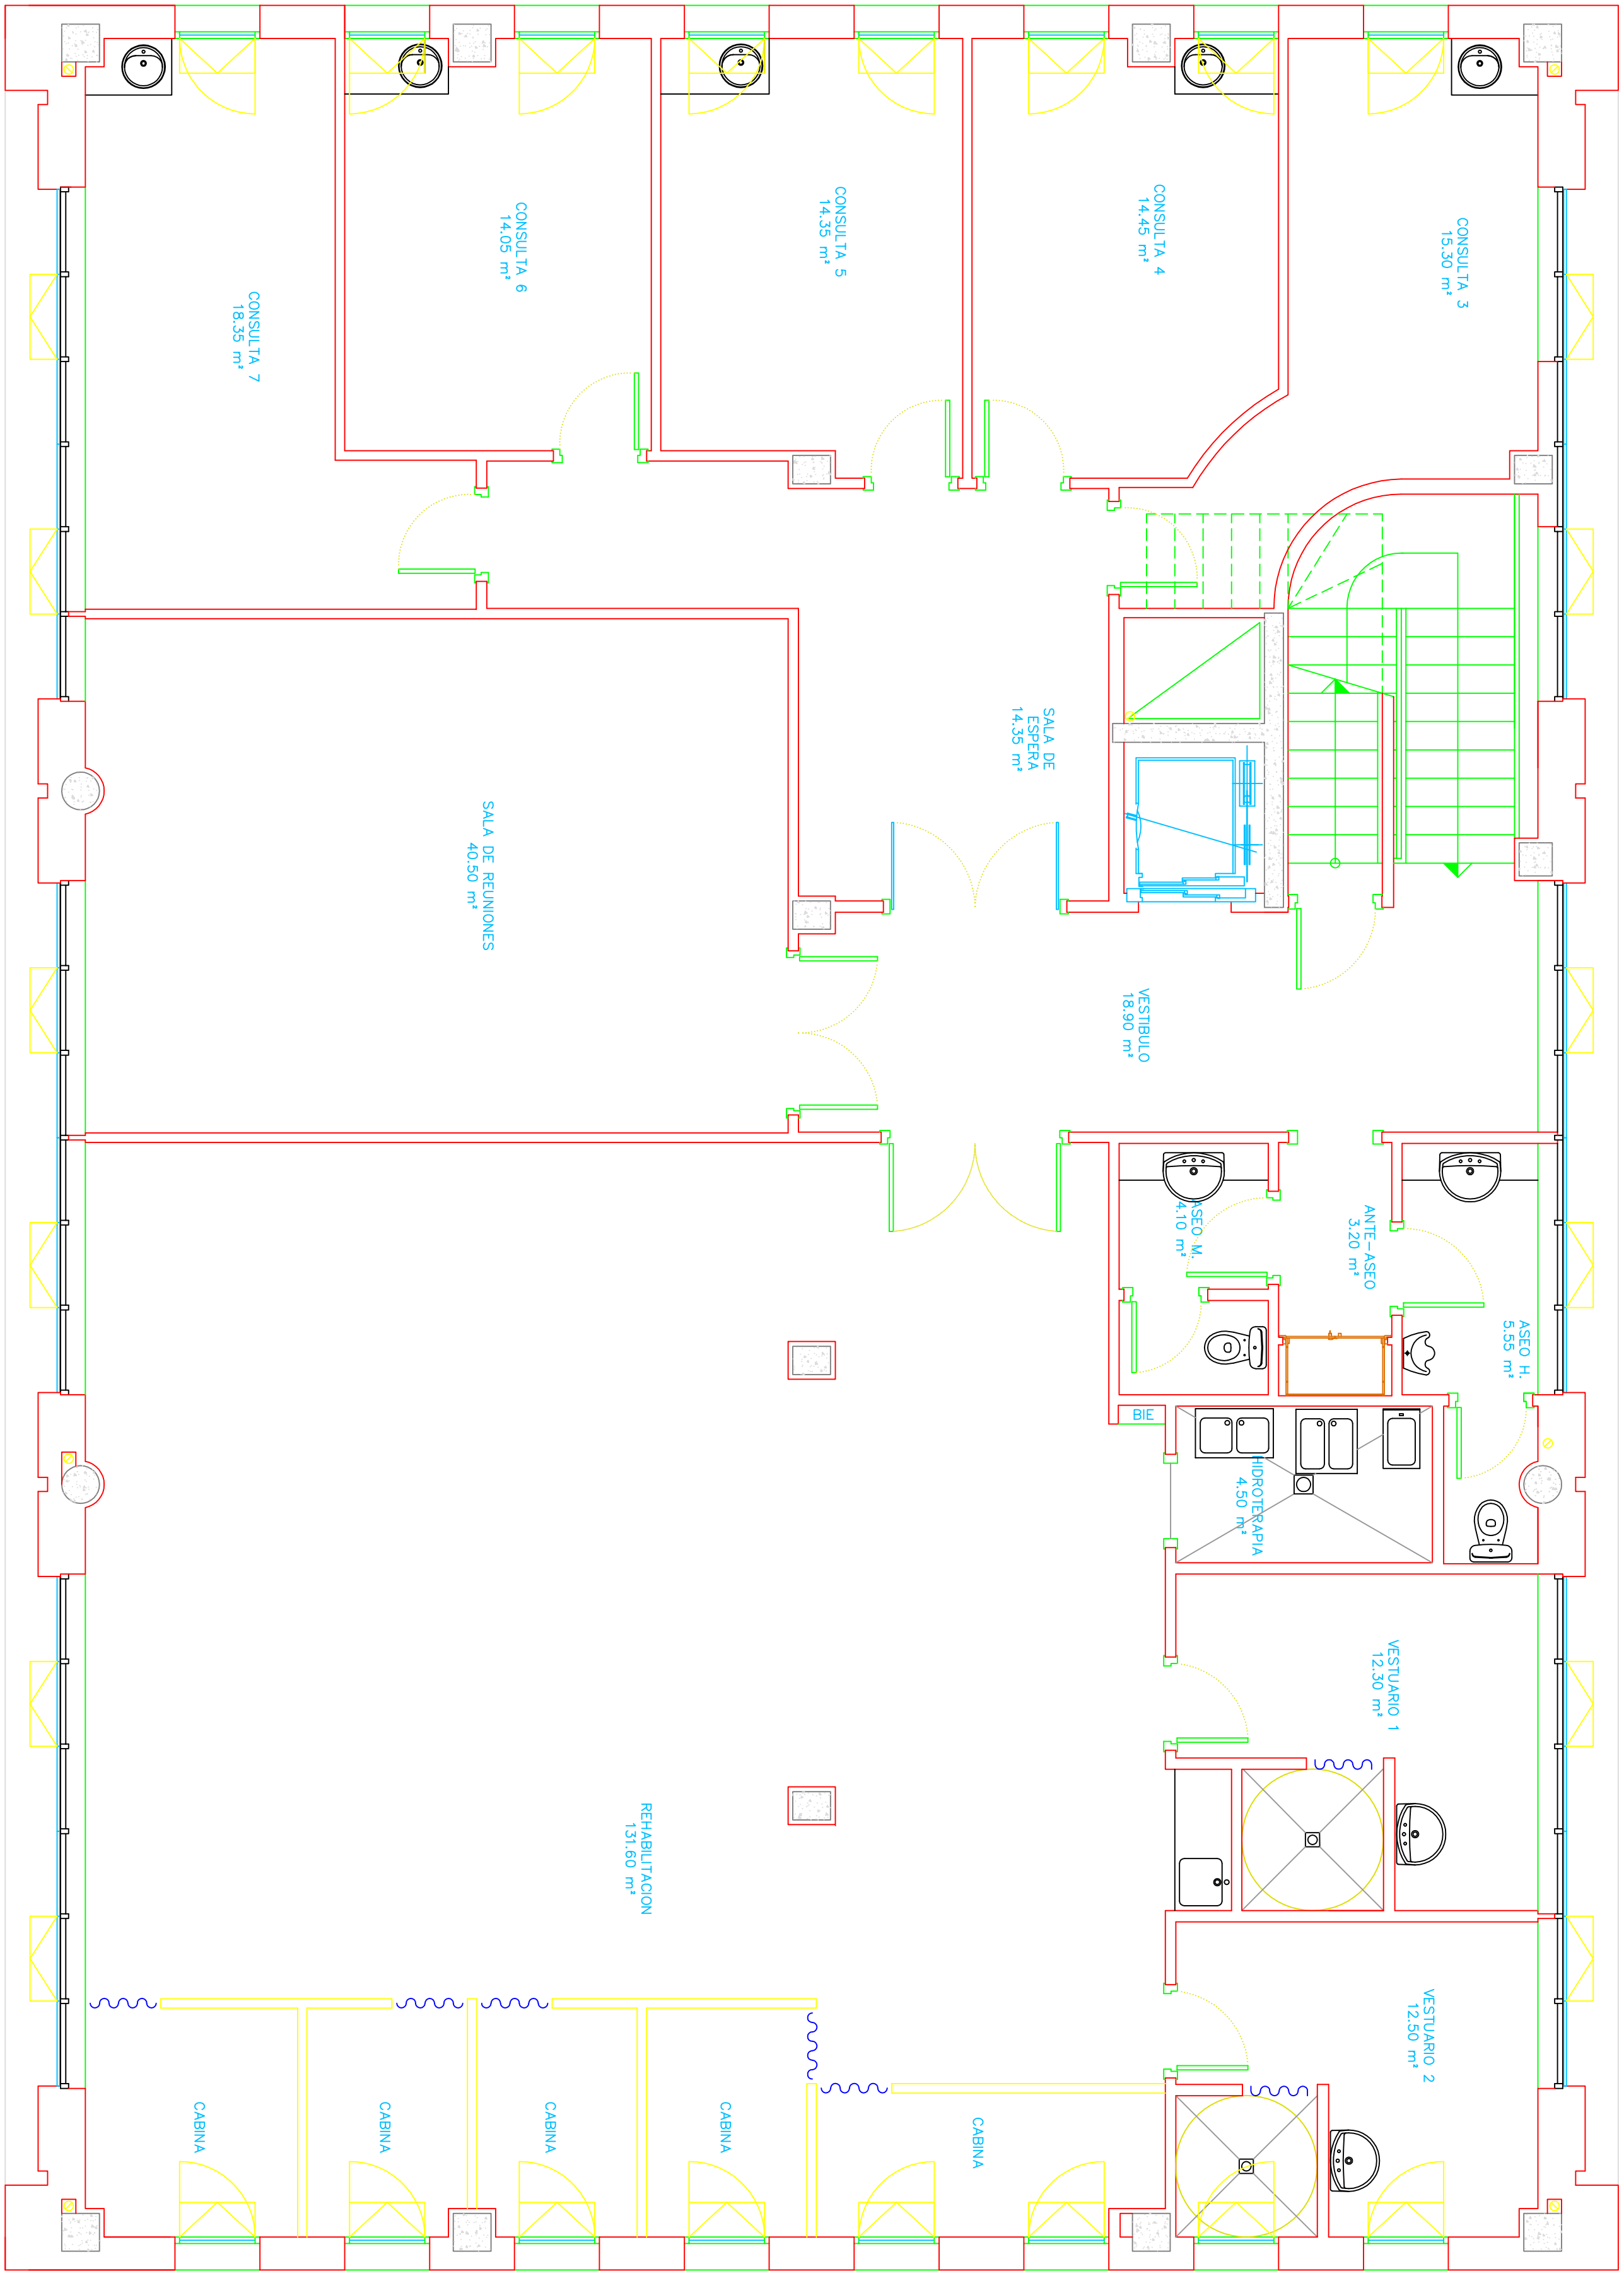 CONSULTA 3
15.30 m²
CONSULTA 4
14.45 m²
CONSULTA 5
14.35 m²
CONSULTA 6
14.05 m²
CONSULTA 7
18.35 m²
SALA DE
ESPERA
14.35 m²
SALA DE REUNIONES
40.50 m²
VESTIBULO
18.90 m²
ASEO M.
4.10 m²
ANTE-ASEO
3.20 m²
ASEO H.
5.55 m²
BIE
HIDROTERAPIA
4.50 m²
VESTUARIO 1
12.30 m²
REHABILITACION
131.60 m²
VESTUARIO 2
12.50 m²
CABINA
CABINA
CABINA
CABINA
CABINA